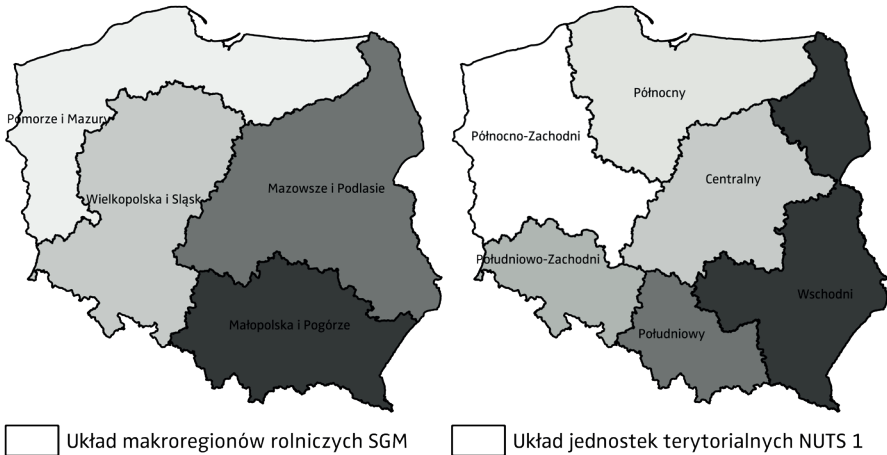 Pomorze i Mazury
Wielkopolska i Śląsk
Mazowsze i Podlasie
Małopolska i Pogórze
Układ makroregionów rolniczych SGM
Północny
Północno-Zachodni
Centralny
Południowo-Zachodni
Wschodni
Południowy
Układ jednostek terytorialnych NUTS 1